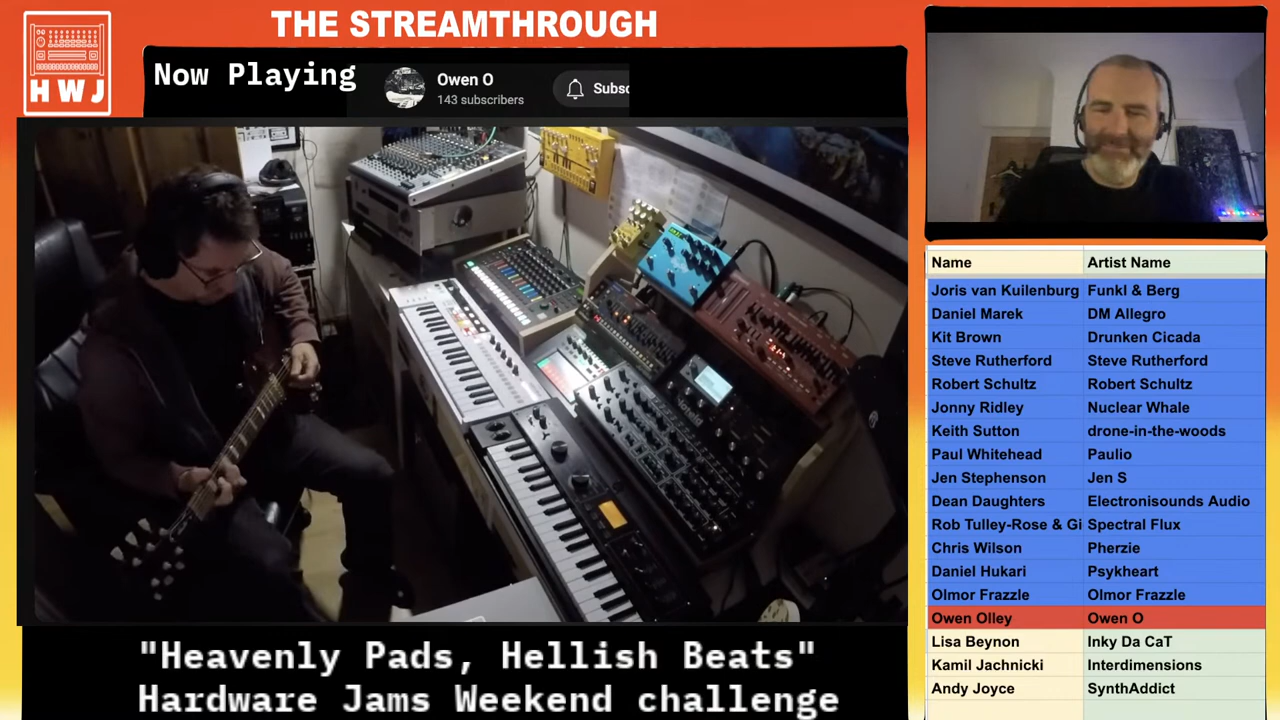 THE STREAMTHROUGH
HWJ
Now Playing
Owen O
143 subscribers
Subsc
"Heavenly Pads, Hellish Beats"
Hardware Jams Weekend challenge
Name Artist Name
Joris van Kuilenburg Funkl & Berg
Daniel Marek DM Allegro
Kit Brown Drunken Cicada
Steve Rutherford Steve Rutherford
Robert Schultz Robert Schultz
Jonny Ridley Nuclear Whale
Keith Sutton drone-in-the-woods
Paul Whitehead Paulio
Jen Stephenson Jen S
Dean Daughters Electronisounds Audio
Rob Tulley-Rose & Gi Spectral Flux
Chris Wilson Pherzie
Daniel Hukari Psykheart
Olmor Frazzle Olmor Frazzle
Owen Olley Owen O
Lisa Beynon Inky Da CaT
Kamil Jachnicki Interdimensions
Andy Joyce SynthAddict